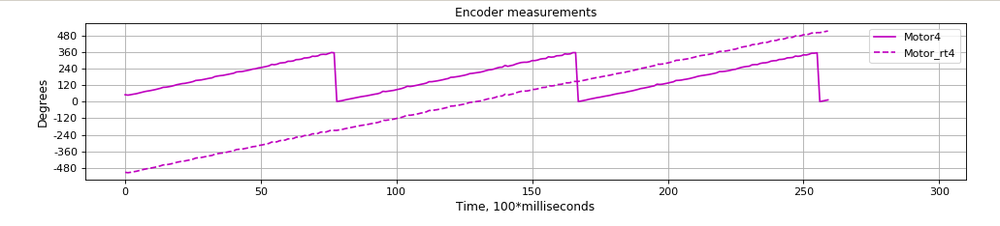 Encoder measurements
480
360
240
120
0
-120
-240
-360
-480
Degrees
Motor4
Motor_rt4
0 50 100 150 200 250 300
Time, 100*milliseconds